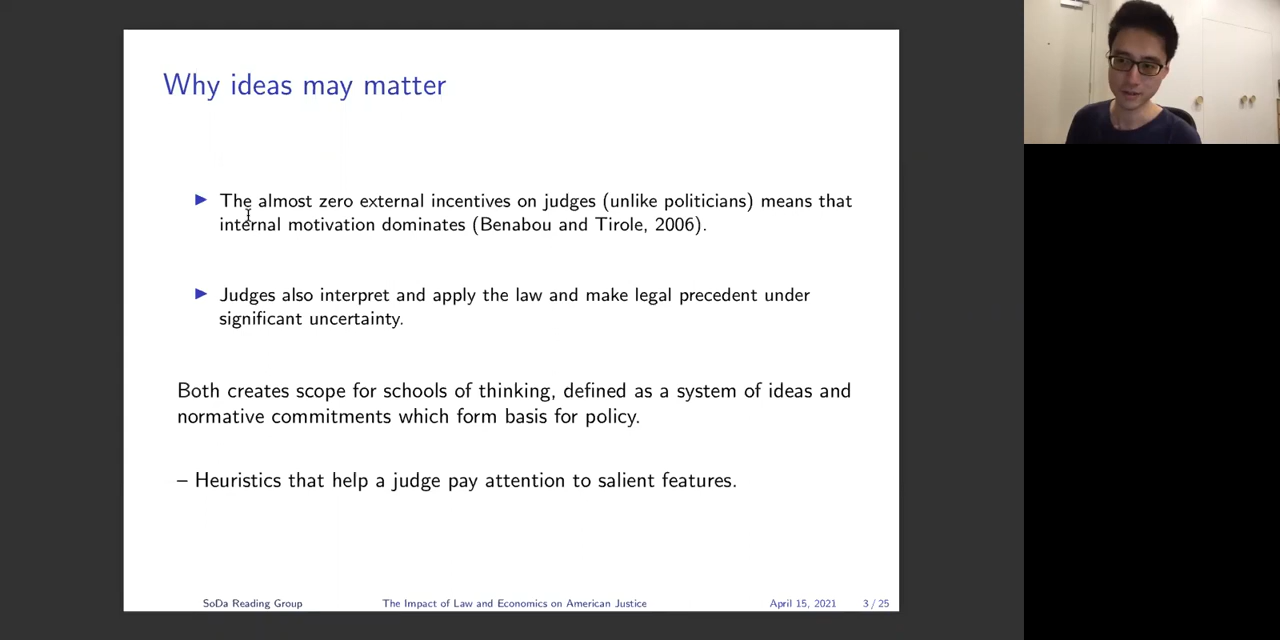 Why ideas may matter
The almost zero external incentives on judges (unlike politicians) means that
internal motivation dominates (Benabou and Tirole, 2006).
Judges also interpret and apply the law and make legal precedent under
significant uncertainty.
Both creates scope for schools of thinking, defined as a system of ideas and
normative commitments which form basis for policy.
– Heuristics that help a judge pay attention to salient features.
SoDa Reading Group The Impact of Law and Economics on American Justice April 15, 2021 3 / 25